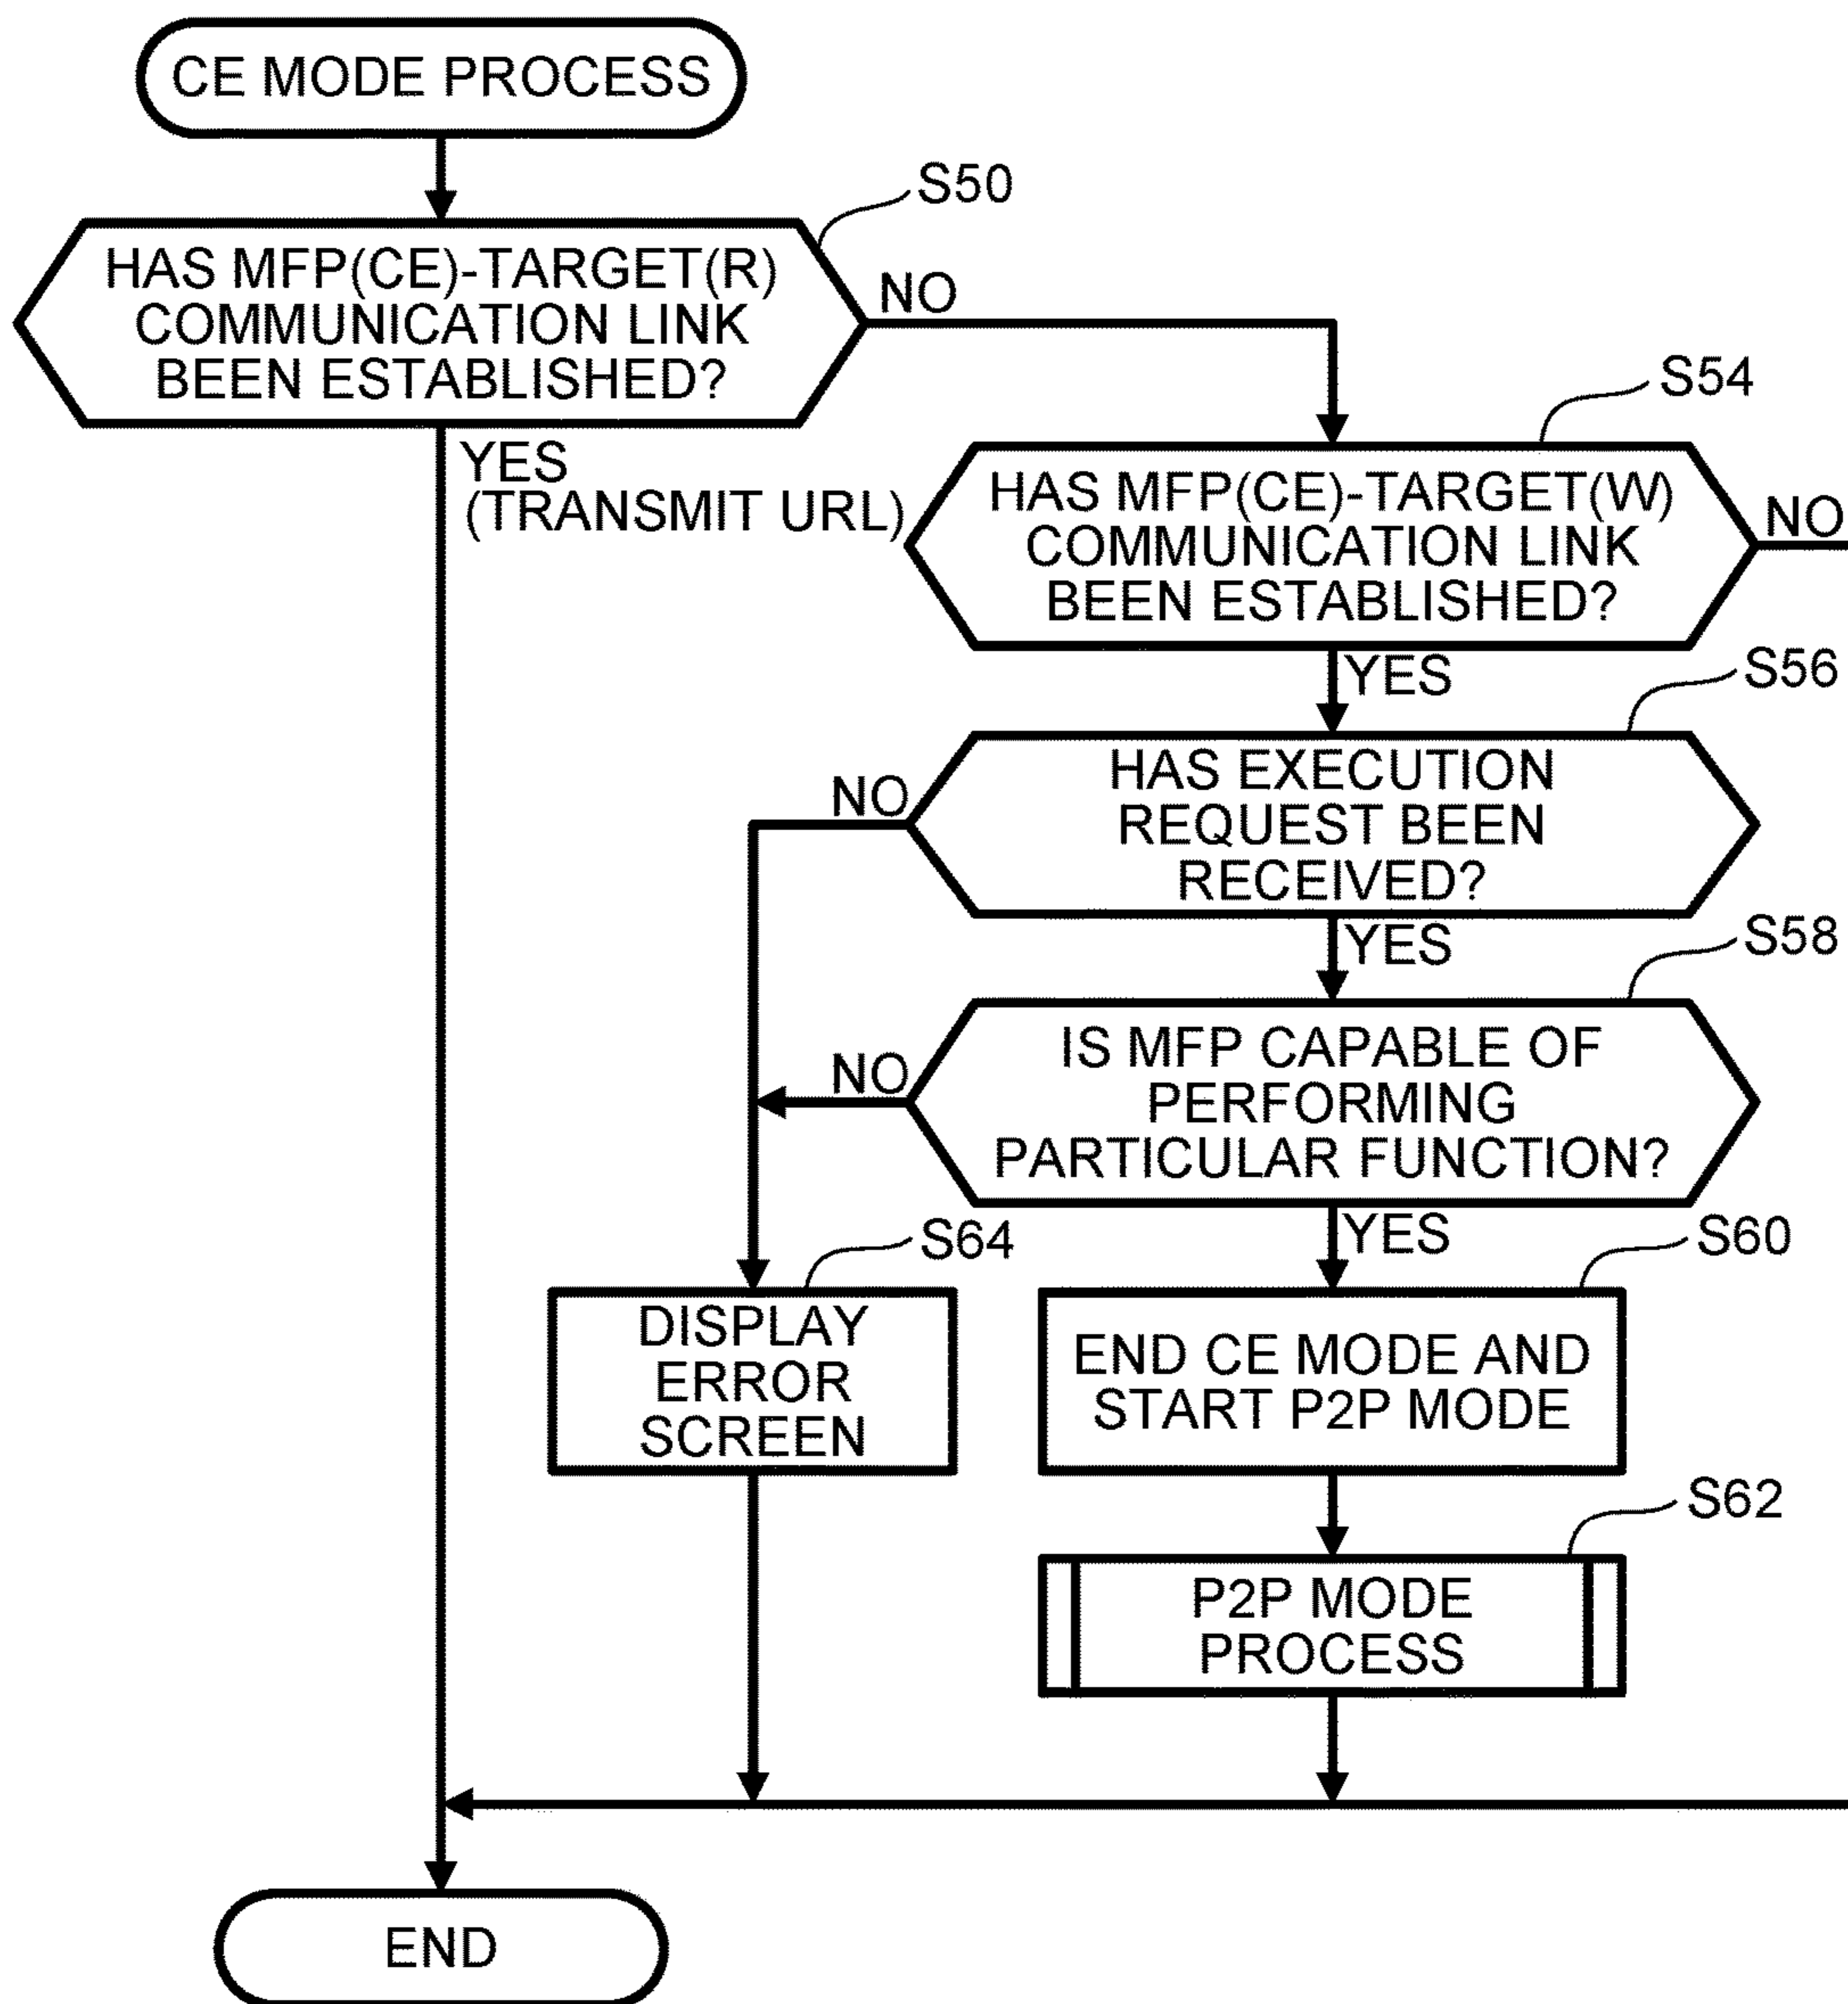 CE MODE PROCESS
S50
HAS MFP(CE)-TARGET(R)
COMMUNICATION LINK
BEEN ESTABLISHED?
NO
YES
(TRANSMIT URL)
S54
HAS MFP(CE)-TARGET(W)
COMMUNICATION LINK
BEEN ESTABLISHED?
NO
YES
S56
HAS EXECUTION
REQUEST BEEN
RECEIVED?
NO
YES
S58
IS MFP CAPABLE OF
PERFORMING
PARTICULAR FUNCTION?
NO
YES
S64
DISPLAY
ERROR
SCREEN
S60
END CE MODE AND
START P2P MODE
S62
P2P MODE
PROCESS
END